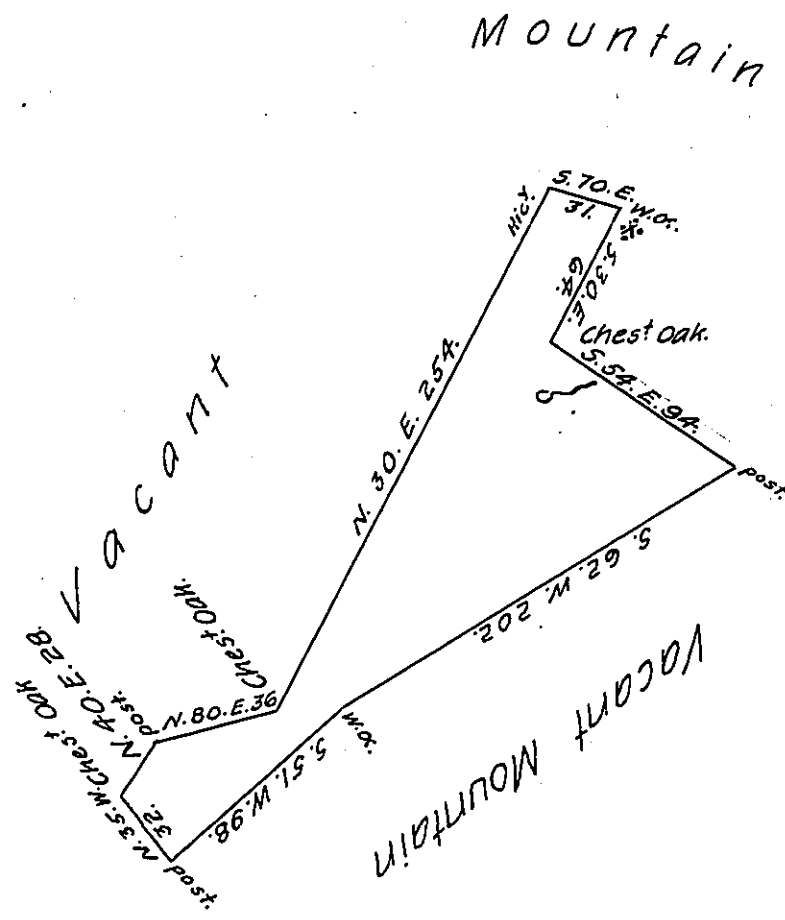 Mountain
S. 70. E.
31.
Hic.y
W.O.
S. 30. E.
64.
Chest Oak.
S. 54. E. 94.
post.
N. 30. E. 254.
Vacant
S. 62. W. 202.
Chest Oak.
N. 40. E. 28.
post.
N. 80. E. 36
Chest Oak
N. 35. W.
32.
post.
S. 51. W. 98.
Vacant Mountain